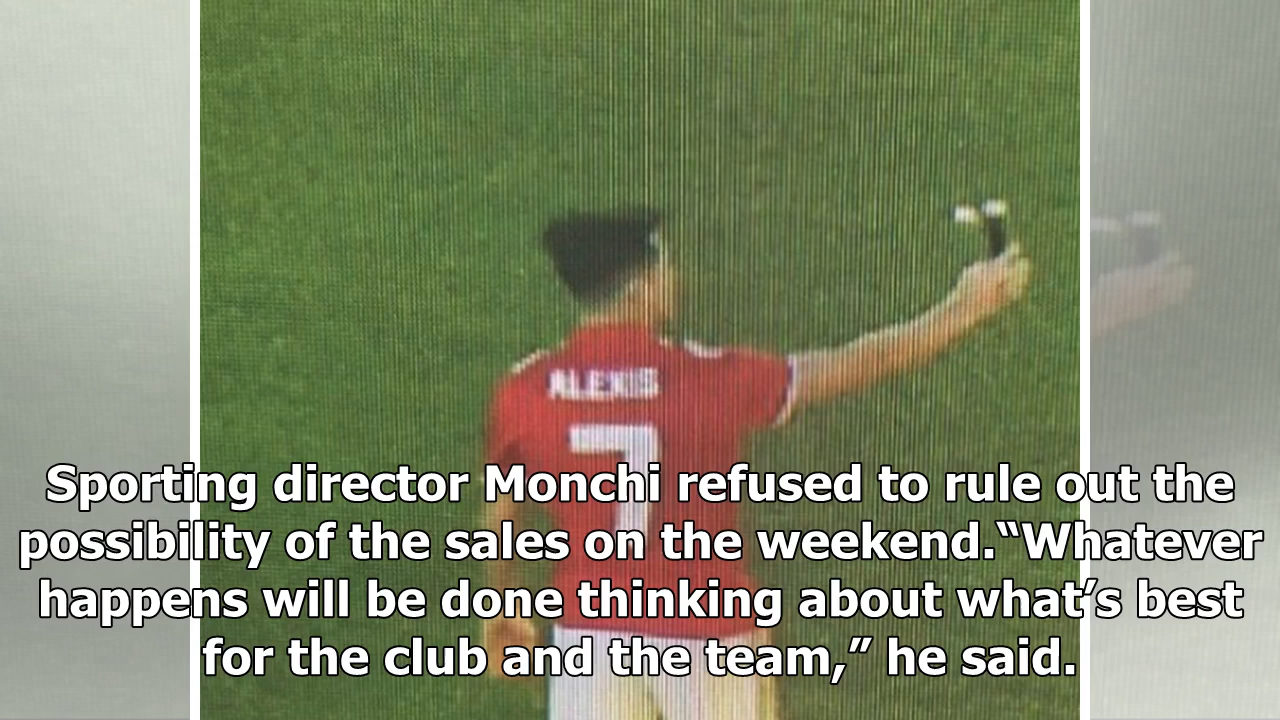 ALEXIS
7
Sporting director Monchi refused to rule out the
possibility of the sales on the weekend.“Whatever
happens will be done thinking about what’s best
for the club and the team,” he said.